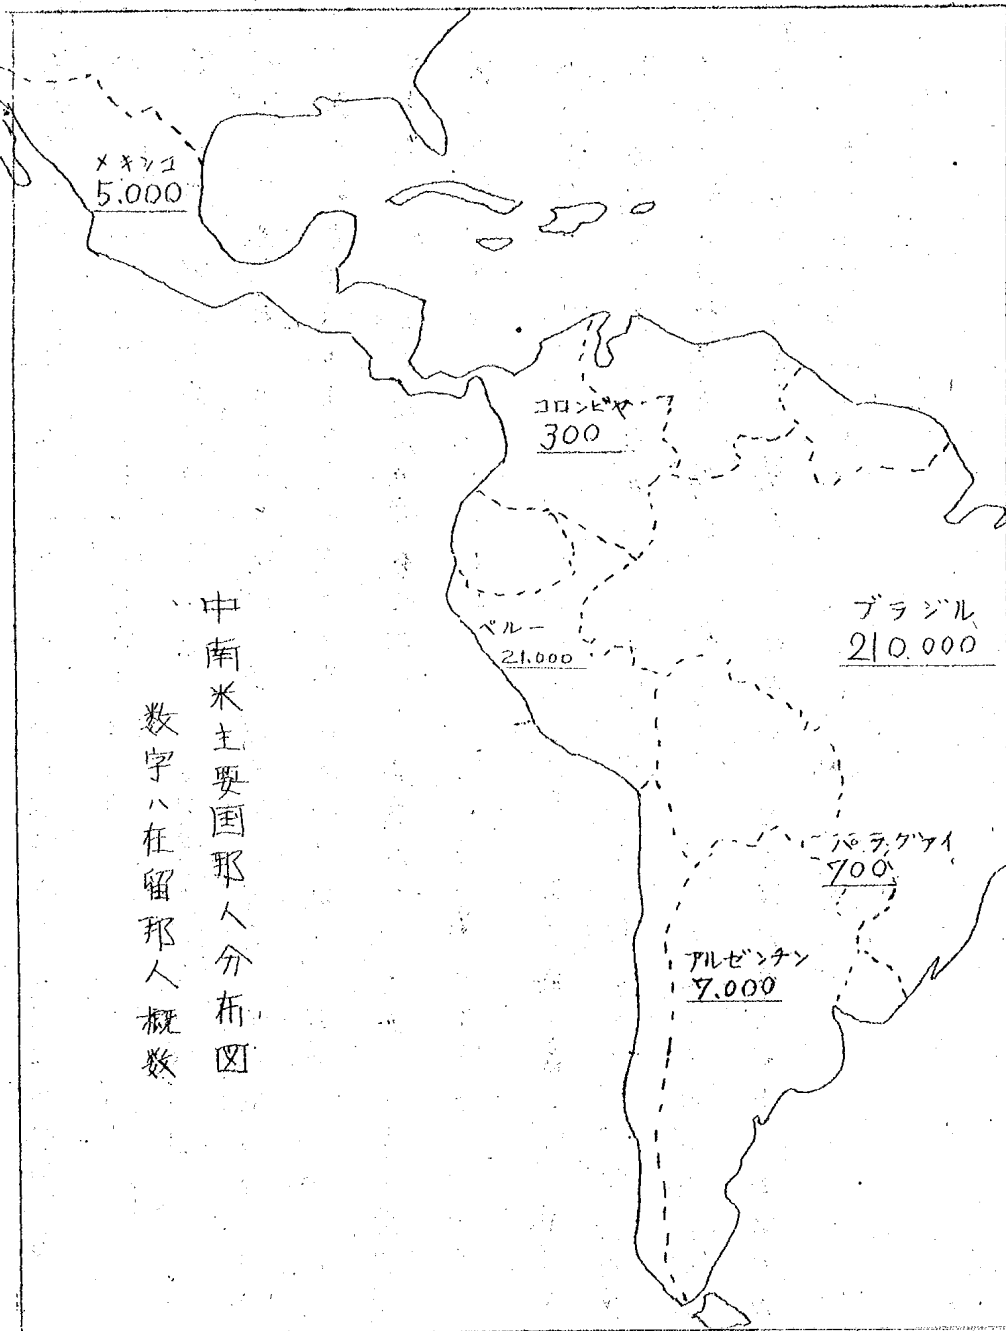 メキシコ
5.000
コロンビヤ
300
ペルー
21.000
ブラジル
210.000
パラグアイ
700
アルゼンチン
7.000
中南米主要国邦人分布図
数字ハ在留邦人概数